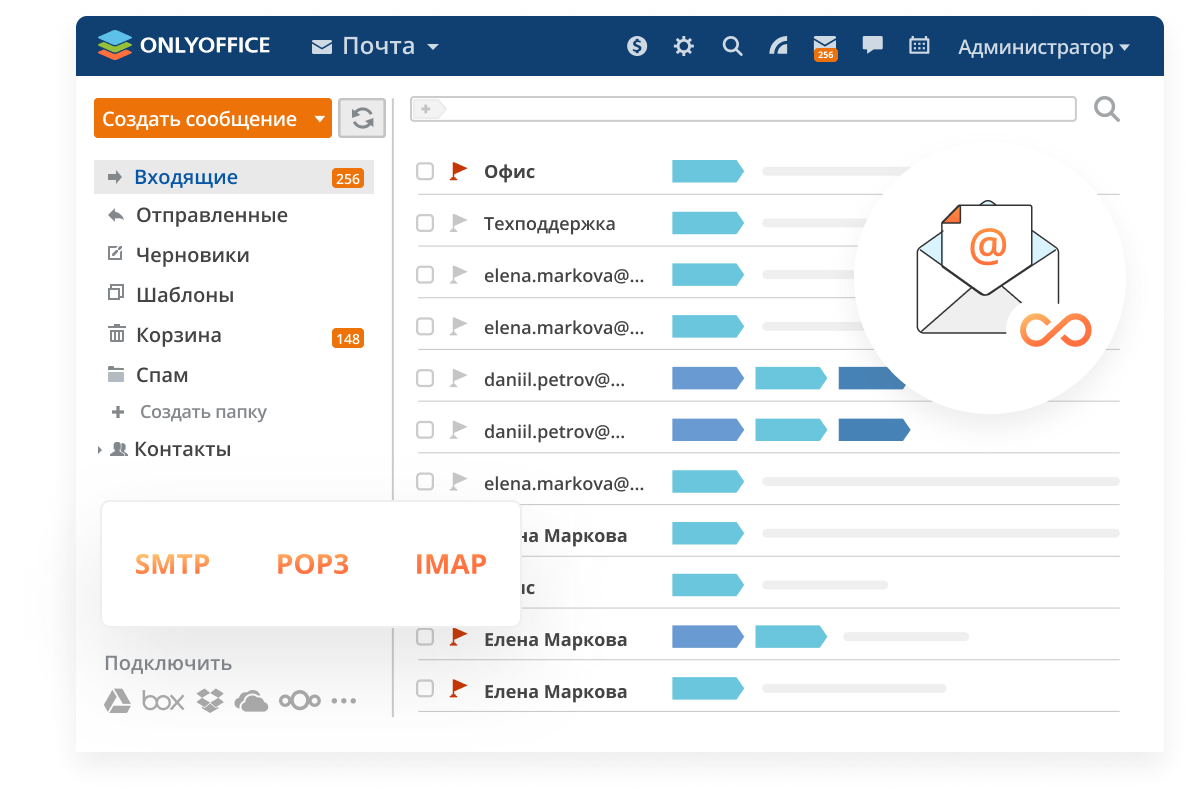 ONLYOFFICE
Почта
256
Администратор
Создать сообщение
Входящие
256
Отправленные
Черновики
Шаблоны
Корзина
148
Спам
Создать папку
Контакты
SMTP
POP3
IMAP
Подключить
box
Офис
Техподдержка
elena.markova@...
elena.markova@...
daniil.petrov@...
daniil.petrov@...
elena.markova@...
на Маркова
ис
Елена Маркова
Елена Маркова
@